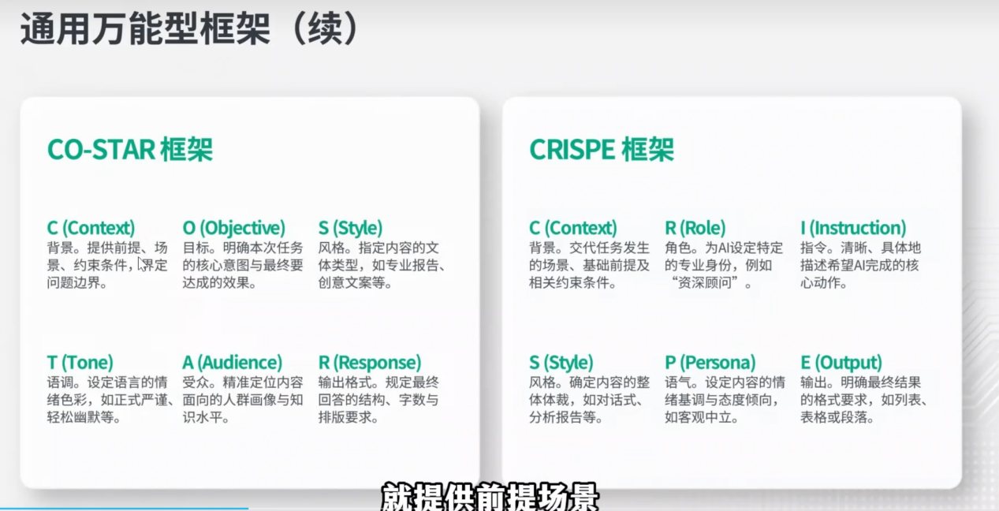 通用万能型框架（续）
CO-STAR 框架
C (Context)
背景。提供前提、场
景、约束条件，界定
问题边界。
O (Objective)
目标。明确本次任务
的核心意图与最终要
达成的效果。
S (Style)
风格。指定内容的文
体类型，如专业报告、
创意文案等。
T (Tone)
语调。设定语言的情
绪色彩，如正式严谨、
轻松幽默等。
A (Audience)
受众。精准定位内容
面向的人群画像与知
识水平。
R (Response)
输出格式。规定最终
回答的结构、字数与
排版要求。
CRISPE 框架
C (Context)
背景。交代任务发生
的场景、基础前提及
相关约束条件。
R (Role)
角色。为AI设定特定
的专业身份，例如
“资深顾问”。
I (Instruction)
指令。清晰、具体地
描述希望AI完成的核
心动作。
S (Style)
风格。确定内容的整
体体裁，如对话式、
分析报告等。
P (Persona)
语气。设定内容的情
绪基调与态度倾向，
如客观中立。
E (Output)
输出。明确最终结果
的格式要求，如列表、
表格或段落。
就提供前提场景